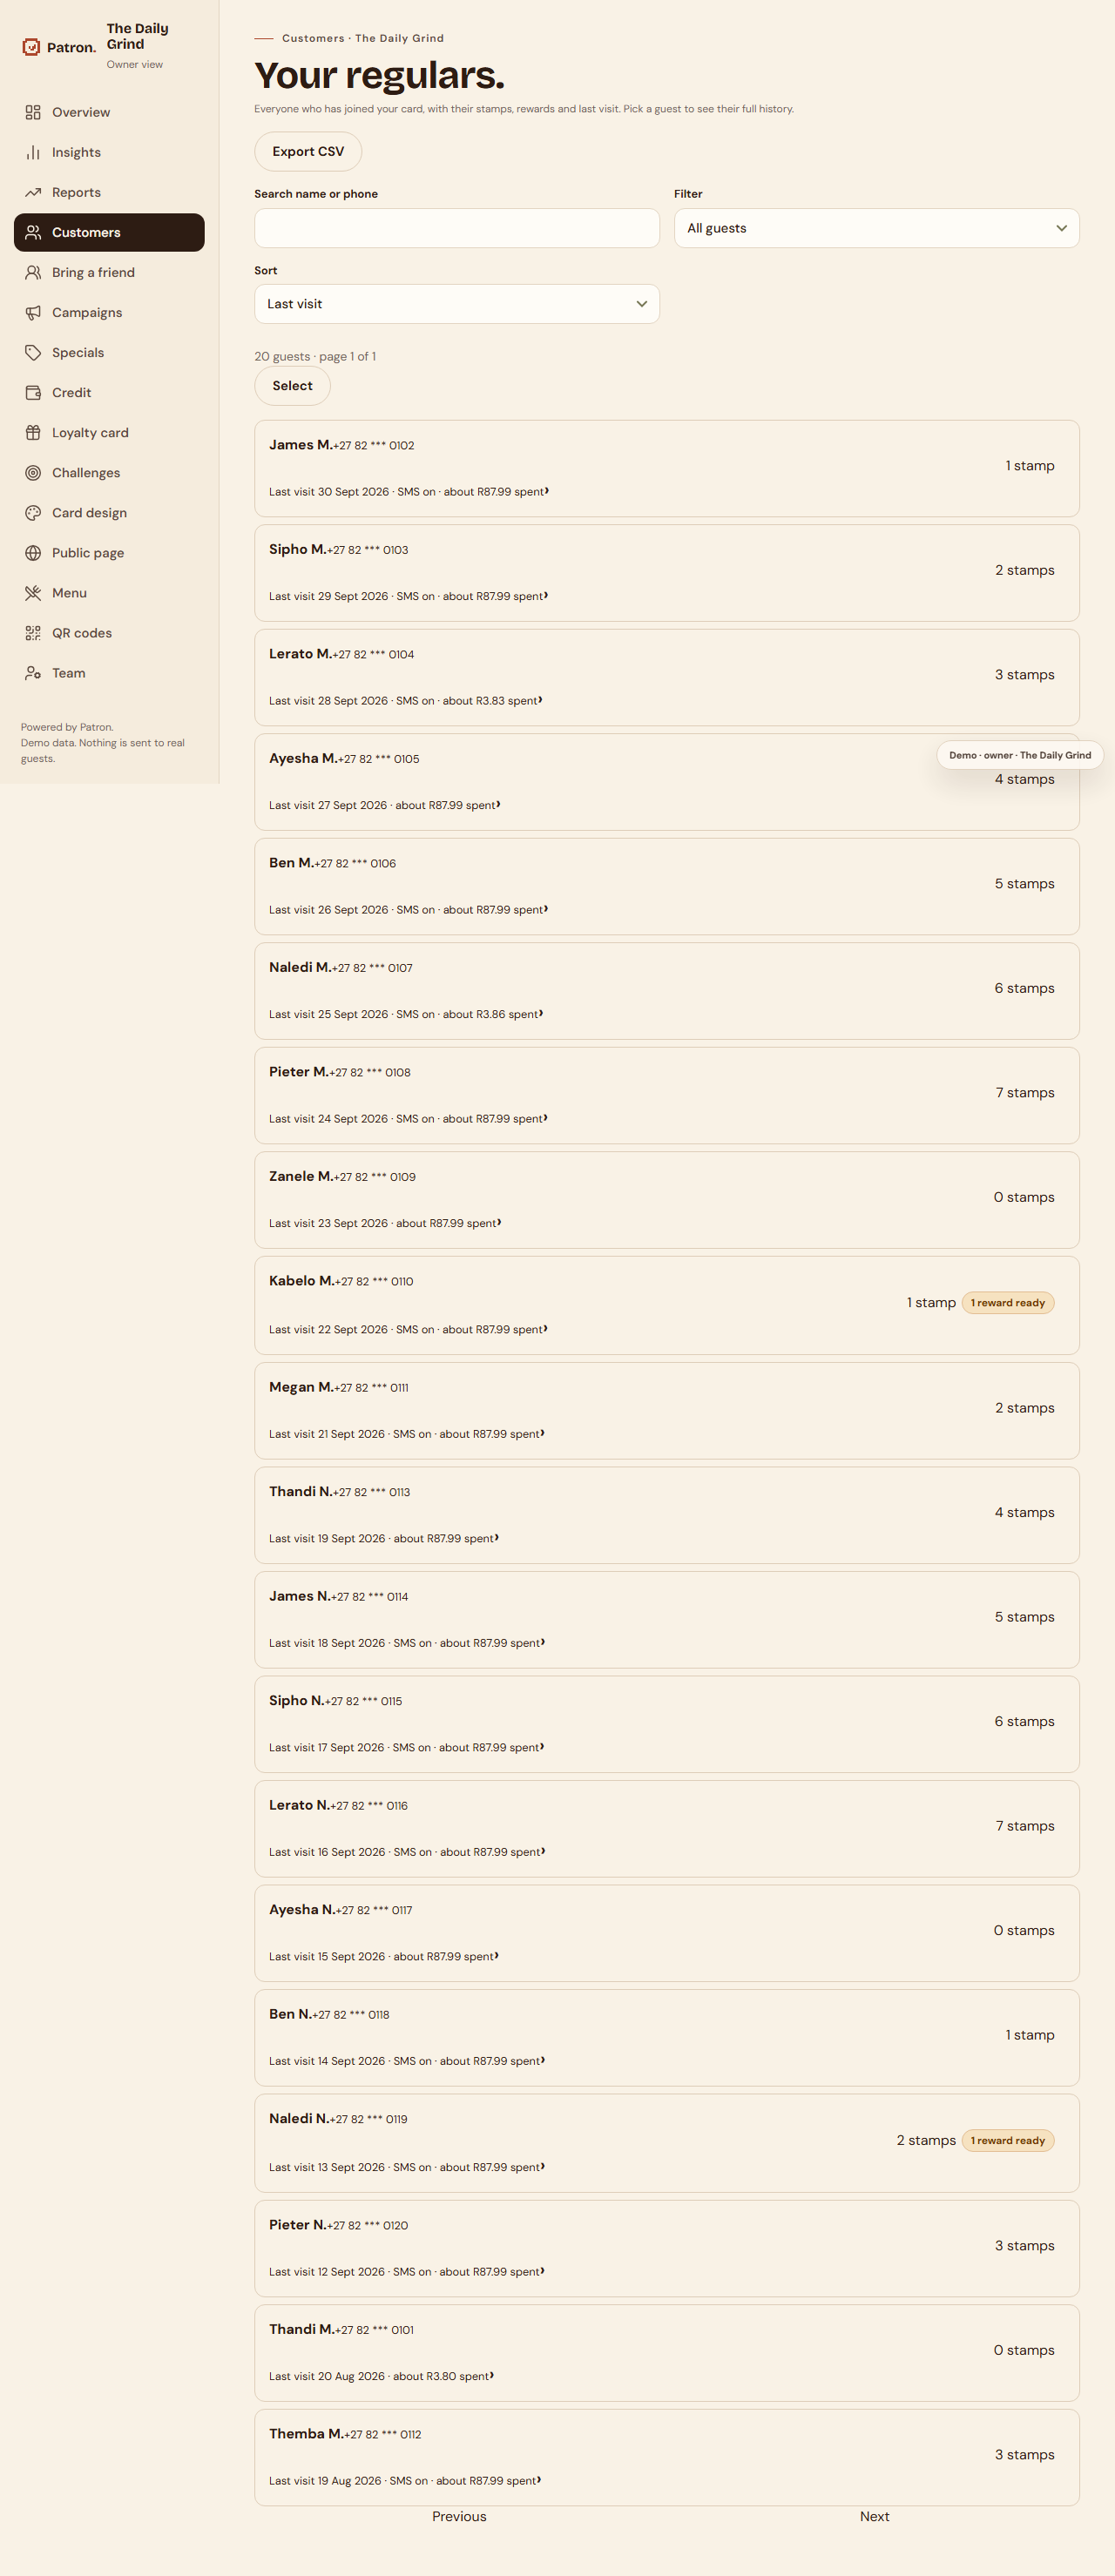 Patron.
The Daily
Grind
Owner view
Overview
Insights
Reports
Customers
Bring a friend
Campaigns
Specials
Credit
Loyalty card
Challenges
Card design
Public page
Menu
QR codes
Team
Powered by Patron.
Demo data. Nothing is sent to real
guests.
Customers · The Daily Grind
Your regulars.
Everyone who has joined your card, with their stamps, rewards and last visit. Pick a guest to see their full history.
Export CSV
Search name or phone
Filter
All guests
Sort
Last visit
20 guests · page 1 of 1
Select
James M.+27 82 *** 0102
1 stamp
Last visit 30 Sept 2026 · SMS on · about R87.99 spent›
Sipho M.+27 82 *** 0103
2 stamps
Last visit 29 Sept 2026 · SMS on · about R87.99 spent›
Lerato M.+27 82 *** 0104
3 stamps
Last visit 28 Sept 2026 · SMS on · about R3.83 spent›
Demo · owner · The Daily Grind
Ayesha M.+27 82 *** 0105
4 stamps
Last visit 27 Sept 2026 · about R87.99 spent›
Ben M.+27 82 *** 0106
5 stamps
Last visit 26 Sept 2026 · SMS on · about R87.99 spent›
Naledi M.+27 82 *** 0107
6 stamps
Last visit 25 Sept 2026 · SMS on · about R3.86 spent›
Pieter M.+27 82 *** 0108
7 stamps
Last visit 24 Sept 2026 · SMS on · about R87.99 spent›
Zanele M.+27 82 *** 0109
0 stamps
Last visit 23 Sept 2026 · about R87.99 spent›
Kabelo M.+27 82 *** 0110
1 stamp 1 reward ready
Last visit 22 Sept 2026 · SMS on · about R87.99 spent›
Megan M.+27 82 *** 0111
2 stamps
Last visit 21 Sept 2026 · SMS on · about R87.99 spent›
Thandi N.+27 82 *** 0113
4 stamps
Last visit 19 Sept 2026 · about R87.99 spent›
James N.+27 82 *** 0114
5 stamps
Last visit 18 Sept 2026 · SMS on · about R87.99 spent›
Sipho N.+27 82 *** 0115
6 stamps
Last visit 17 Sept 2026 · SMS on · about R87.99 spent›
Lerato N.+27 82 *** 0116
7 stamps
Last visit 16 Sept 2026 · SMS on · about R87.99 spent›
Ayesha N.+27 82 *** 0117
0 stamps
Last visit 15 Sept 2026 · about R87.99 spent›
Ben N.+27 82 *** 0118
1 stamp
Last visit 14 Sept 2026 · SMS on · about R87.99 spent›
Naledi N.+27 82 *** 0119
2 stamps 1 reward ready
Last visit 13 Sept 2026 · SMS on · about R87.99 spent›
Pieter N.+27 82 *** 0120
3 stamps
Last visit 12 Sept 2026 · SMS on · about R87.99 spent›
Thandi M.+27 82 *** 0101
0 stamps
Last visit 20 Aug 2026 · about R3.80 spent›
Themba M.+27 82 *** 0112
3 stamps
Last visit 19 Aug 2026 · SMS on · about R87.99 spent›
Previous
Next